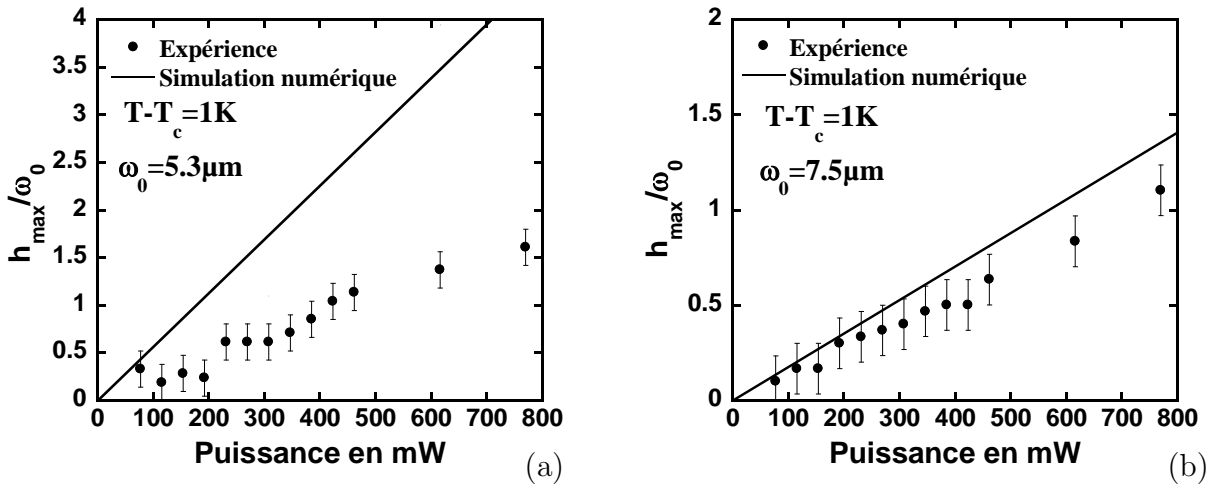 4
3.5
3
2.5
2
1.5
1
0.5
0
h_max/ω_0
Expérience
Simulation numérique
T-T_c=1K
ω_0=5.3µm
0 100 200 300 400 500 600 700 800
Puissance en mW
(a)
2
1.5
1
0.5
0
h_max/ω_0
Expérience
Simulation numérique
T-T_c=1K
ω_0=7.5µm
0 100 200 300 400 500 600 700 800
Puissance en mW
(b)